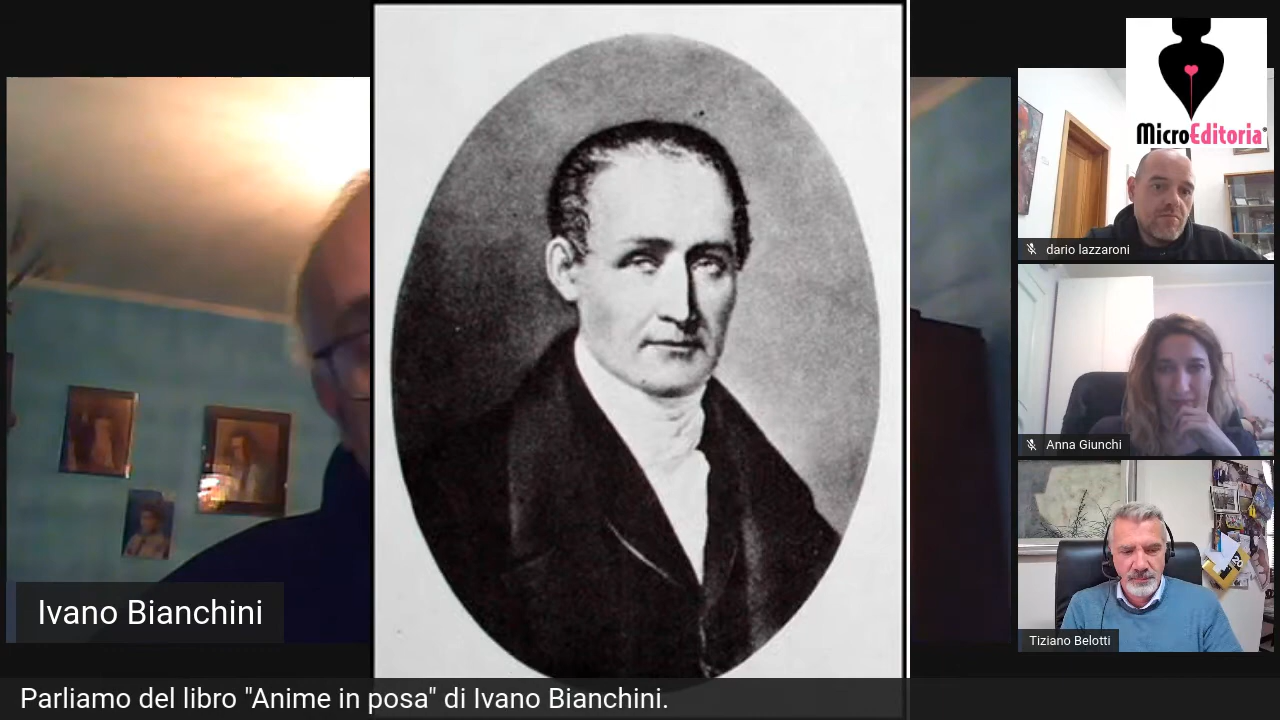 MicroEditoria®
dario lazzaroni
Anna Giunchi
Tiziano Belotti
Ivano Bianchini
Parliamo del libro "Anime in posa" di Ivano Bianchini.